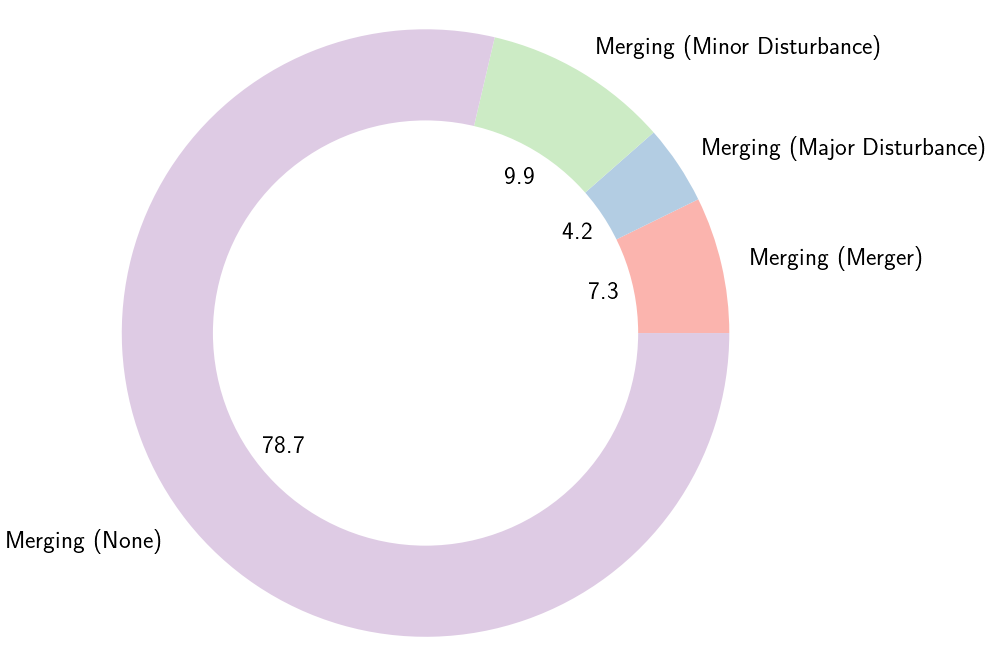 Merging (Minor Disturbance)
Merging (Major Disturbance)
9.9
4.2
Merging (Merger)
7.3
78.7
Merging (None)